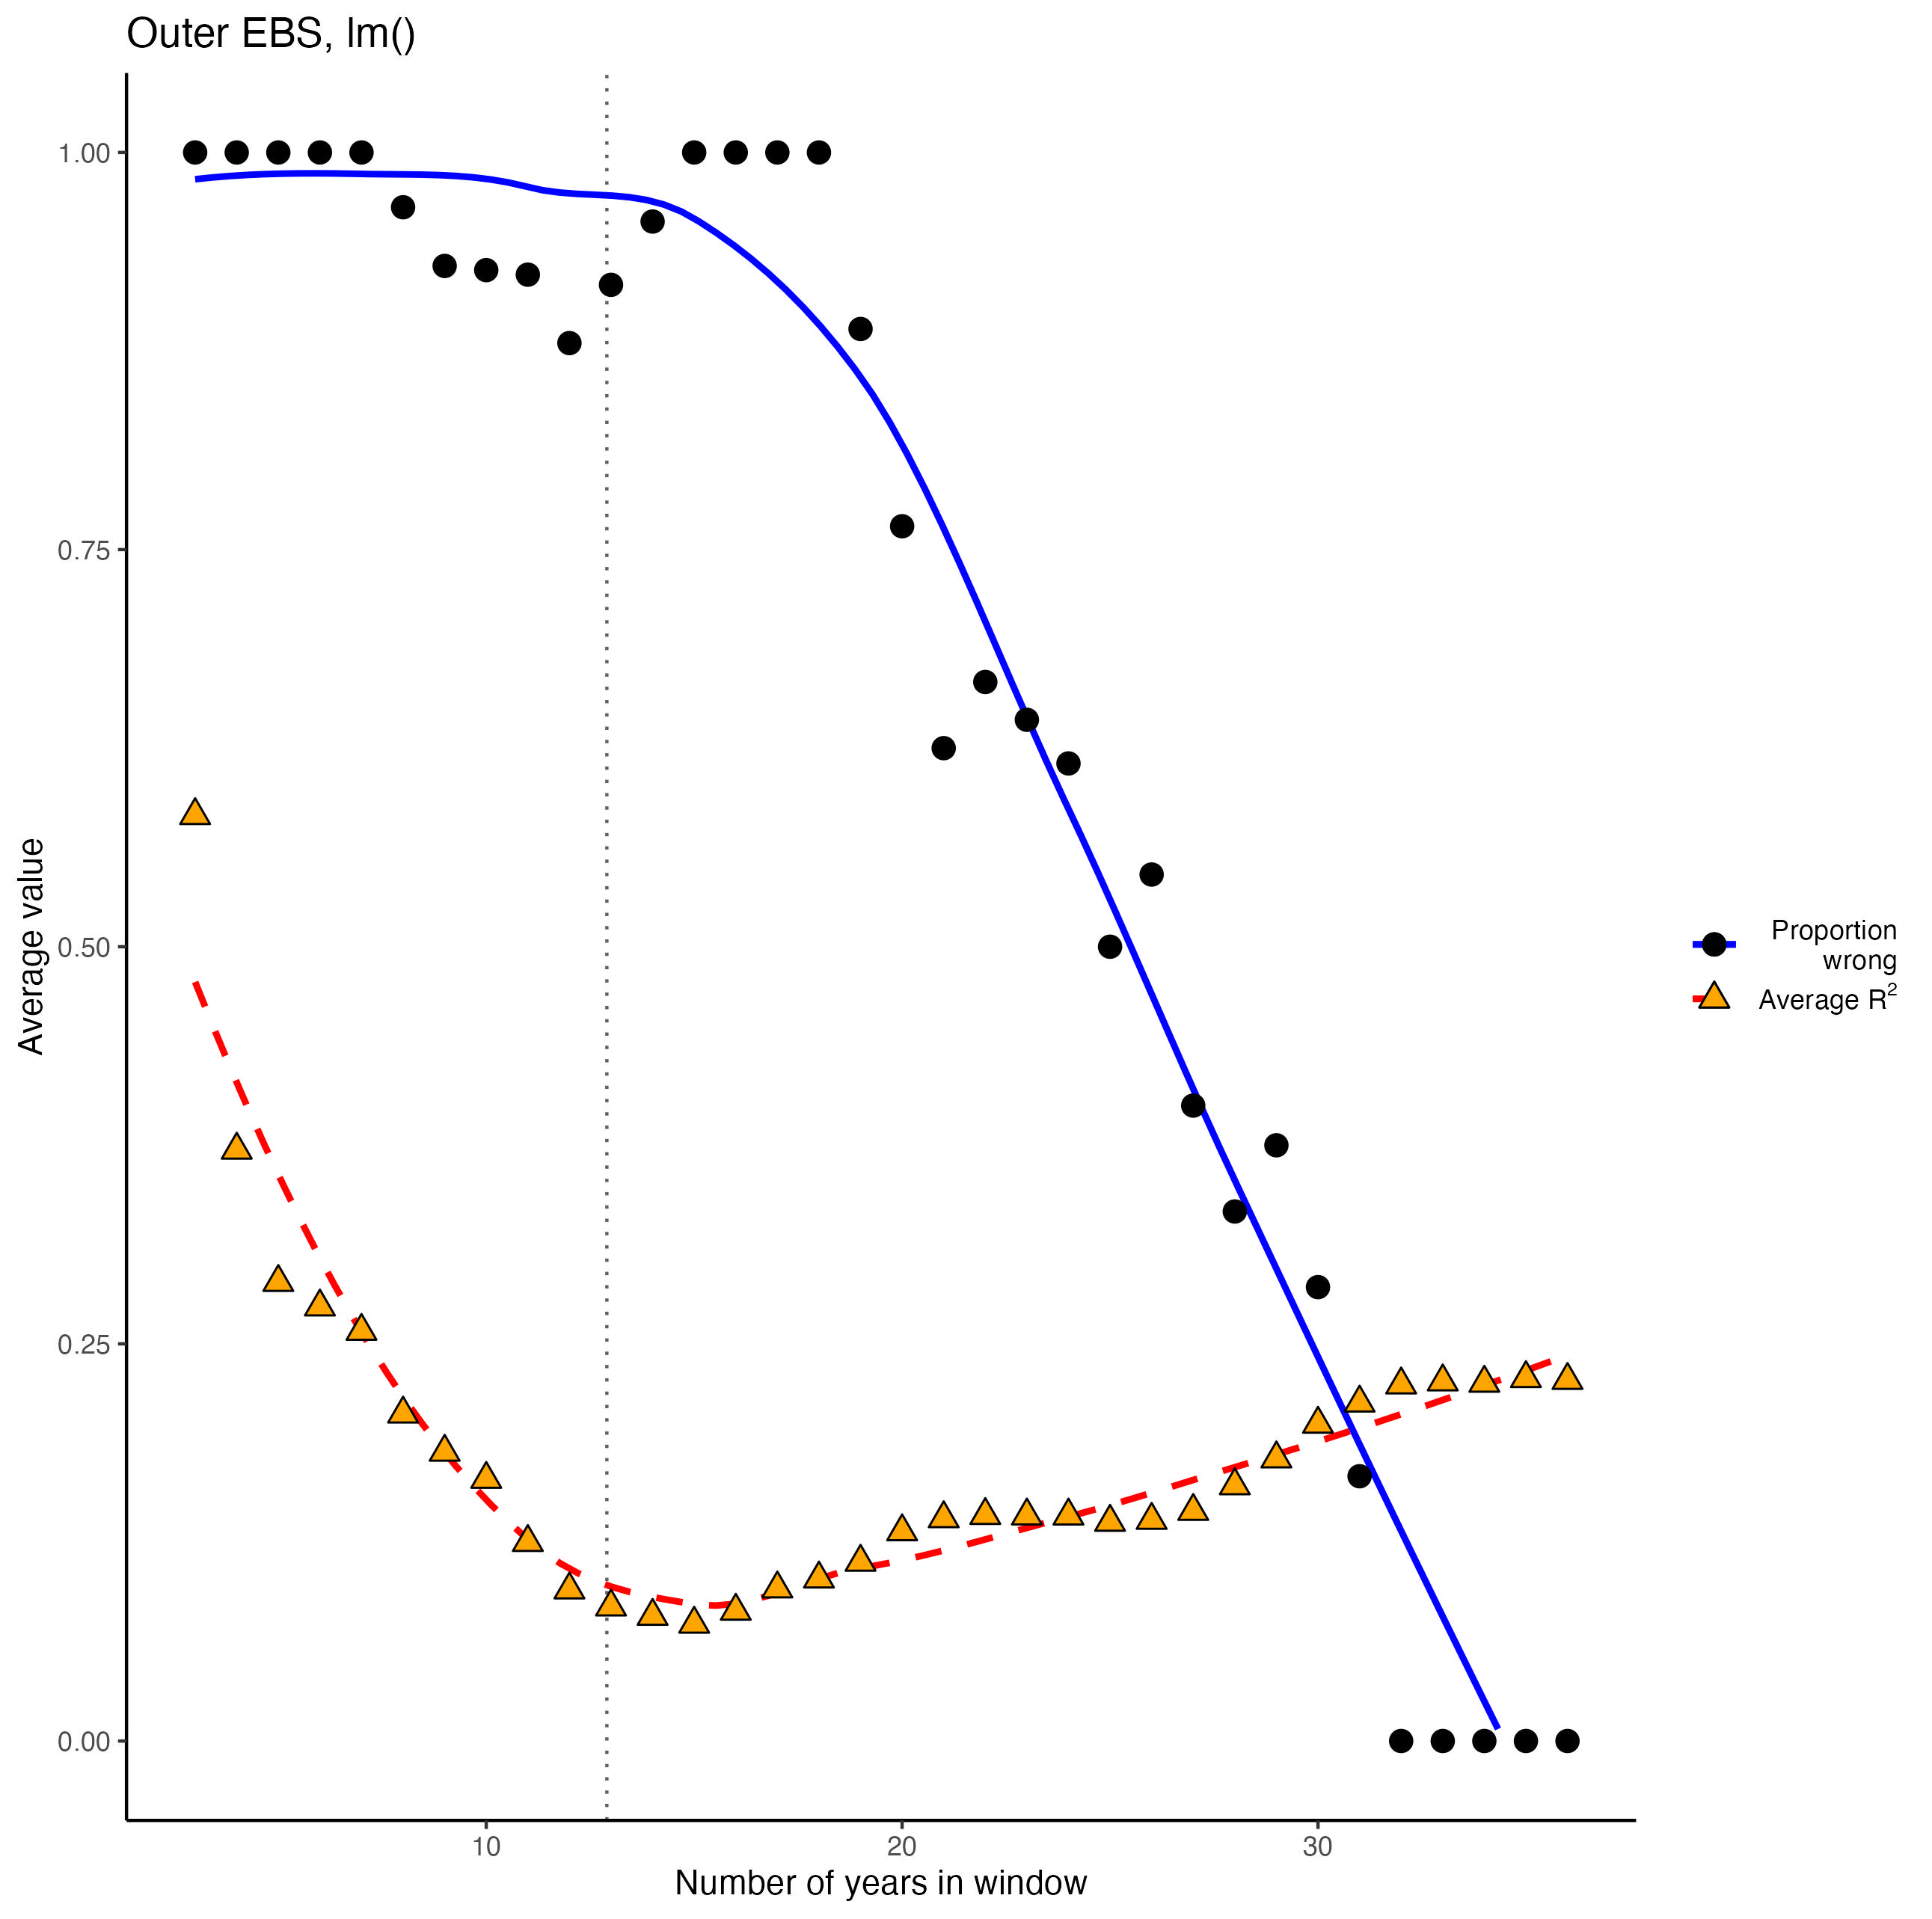 Outer EBS, lm()
1.00
0.75
0.50
0.25
0.00
Average value
10
20
30
Number of years in window
Proportion
wrong
Average R²